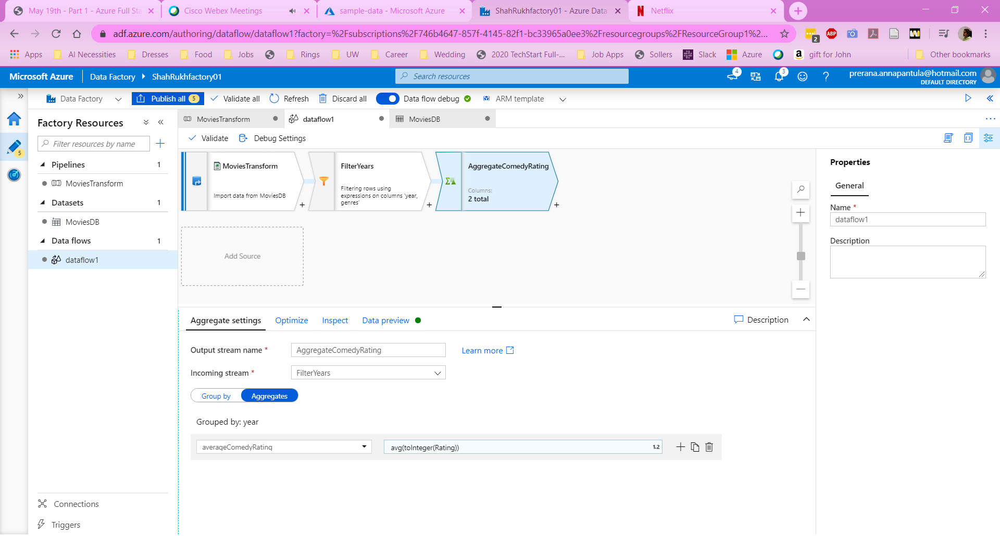 May 19th - Part 1 - Azure Full Sta
Cisco Webex Meetings
sample-data - Microsoft Azure
ShahRukhfactory01 - Azure Data
Netflix
adf.azure.com/authoring/dataflow/dataflow1?factory=%2Fsubscriptions%2F746b4647-857f-4145-82f1-bc33965a0ee3%2Fresourcegroups%2FResourceGroup1%2...
2
ABP
Apps
AI Necessities
Dresses
Food
Jobs
Rings
UW
Career
Wedding
2020 TechStart Full-...
Job Apps
Sollers
Slack
Azure
gift for John
Other bookmarks
Microsoft Azure
Data Factory
ShahRukhfactory01
Search resources
4
3
prerana.annapantula@hotmail.com
DEFAULT DIRECTORY
Data Factory
Publish all 5
Validate all
Refresh
Discard all
Data flow debug
ARM template
Factory Resources
MoviesTransform
dataflow1
MoviesDB
Filter resources by name
Validate
Debug Settings
5
Pipelines 1
MoviesTransform
Datasets 1
MoviesDB
Data flows 1
dataflow1
MoviesTransform
Import data from MoviesDB
+
FilterYears
Filtering rows using
expressions on columns 'year,
genres'
+
AggregateComedyRating
Columns:
2 total
+
Add Source
Properties
General
Name *
dataflow1
Description
Aggregate settings
Optimize
Inspect
Data preview
Description
Output stream name *
AggregateComedyRating
Learn more
Incoming stream *
FilterYears
Group by
Aggregates
Grouped by: year
averageComedyRating
avg(toInteger(Rating))
1.2
Connections
Triggers